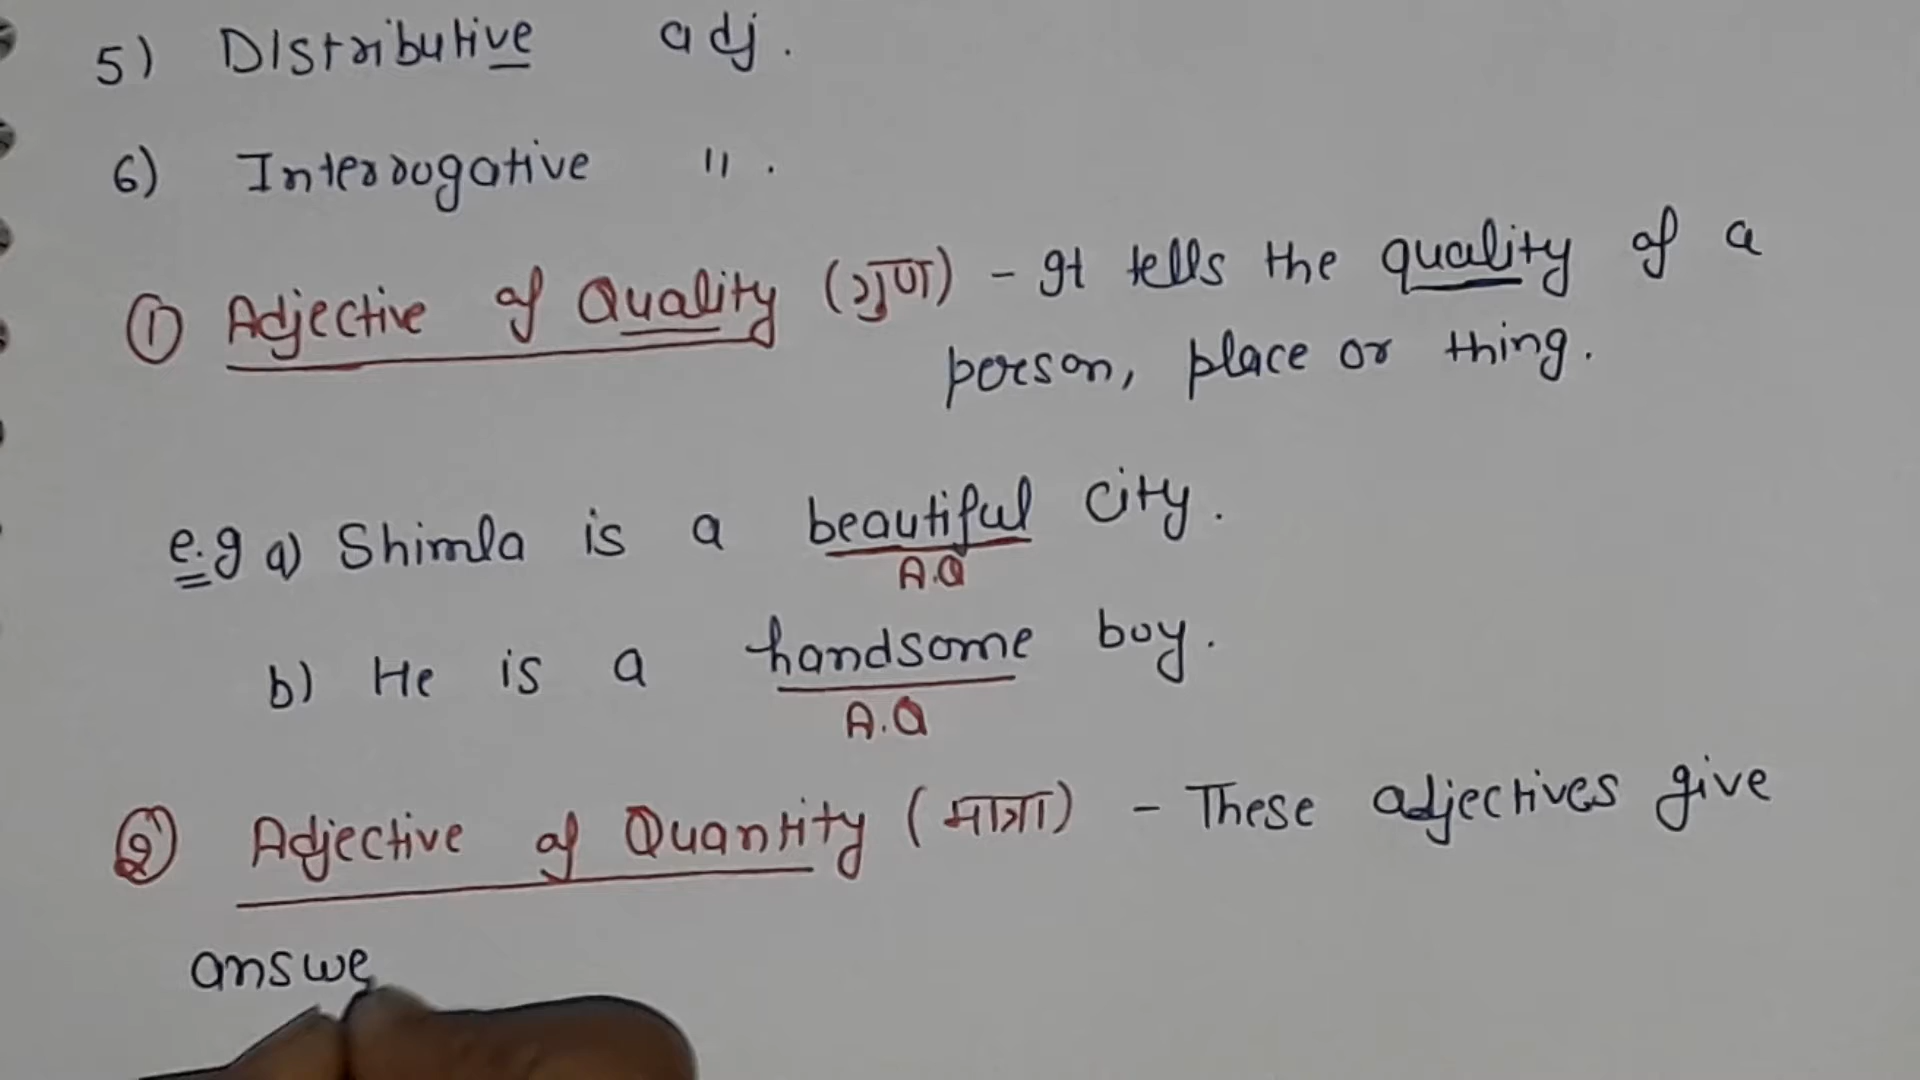 5) Distributive adj.
6) Interrogative " .
① Adjective of Quality (गुण) - It tells the quality of a
person, place or thing.
e.g a) Shimla is a beautiful city.
A.Q
b) He is a handsome boy.
A.Q
② Adjective of Quantity (मात्रा) - These adjectives give
answe